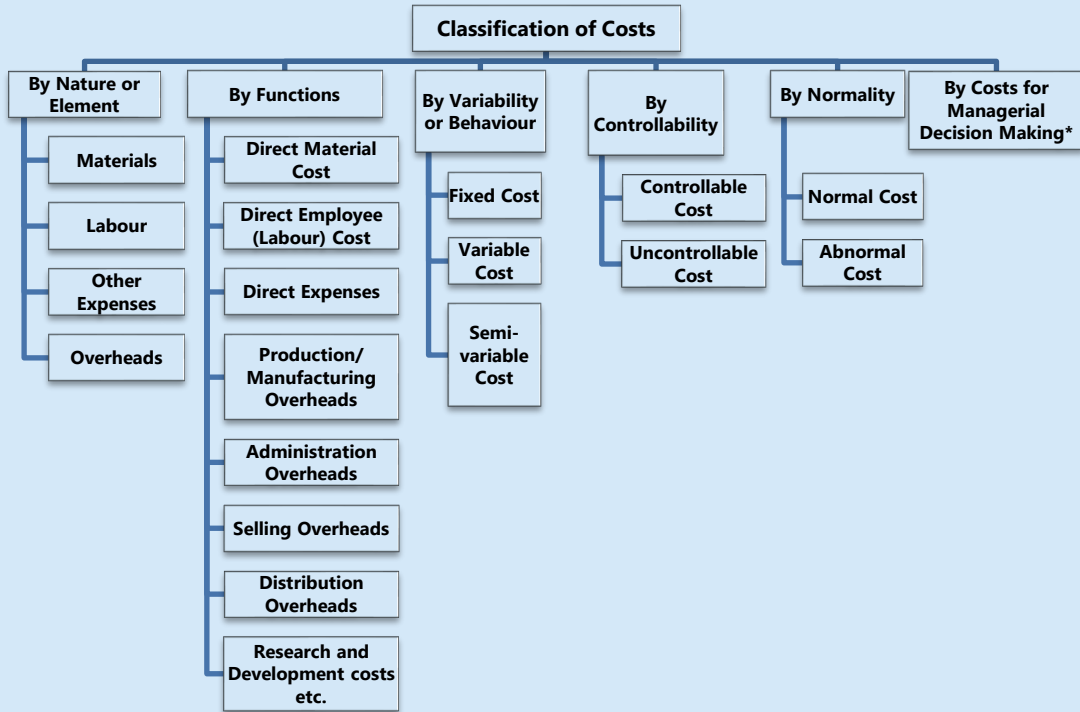 Classification of Costs
By Nature or
Element
Materials
Labour
Other
Expenses
Overheads
By Functions
Direct Material
Cost
Direct Employee
(Labour) Cost
Direct Expenses
Production/
Manufacturing
Overheads
Administration
Overheads
Selling Overheads
Distribution
Overheads
Research and
Development costs
etc.
By Variability
or Behaviour
Fixed Cost
Variable
Cost
Semi-
variable
Cost
By
Controllability
Controllable
Cost
Uncontrollable
Cost
By Normality
Normal Cost
Abnormal
Cost
By Costs for
Managerial
Decision Making*